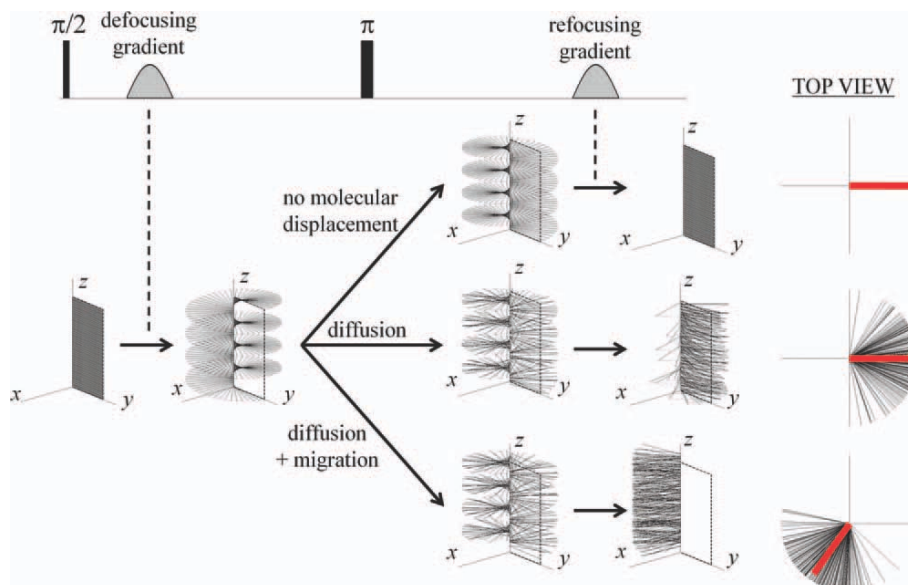 π/2
defocusing
gradient
π
refocusing
gradient
TOP VIEW
z
z
no molecular
displacement
x
y
x
y
z
z
z
z
diffusion
x
y
x
y
x
y
x
y
diffusion
+ migration
z
z
x
y
x
y